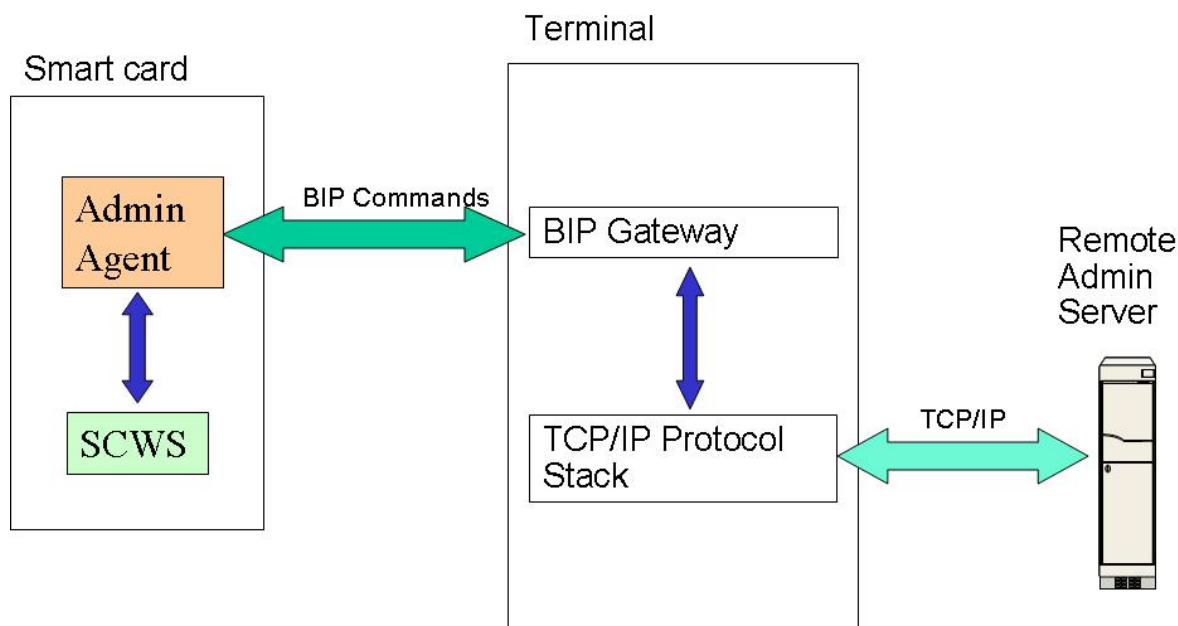 Terminal
Smart card
BIP Commands
Admin
Agent
BIP Gateway
Remote
Admin
Server
SCWS
TCP/IP Protocol
Stack
TCP/IP